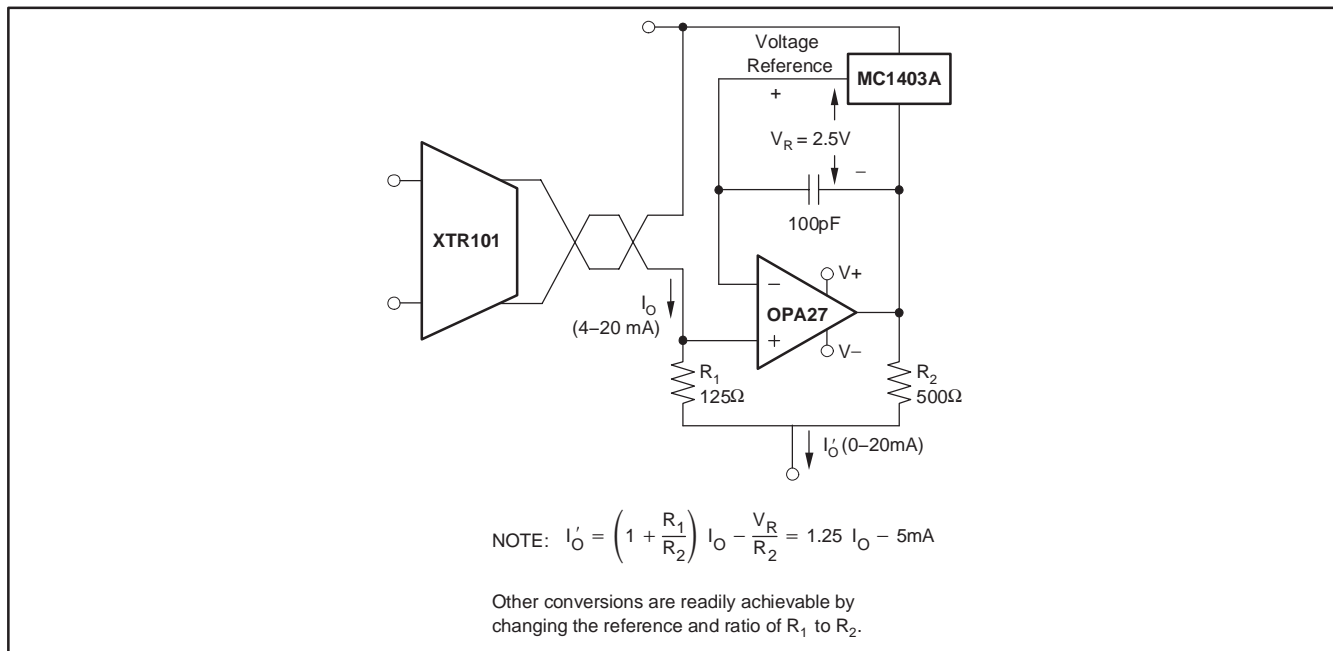 Voltage
Reference
MC1403A
+
V_R = 2.5V
−
100pF
XTR101
I_O
(4–20 mA)
−
OPA27
+
V+
V−
R_1
125Ω
R_2
500Ω
I'_O (0–20mA)
NOTE: I'_O = (1 + R_1/R_2) I_O − V_R/R_2 = 1.25 I_O − 5mA
Other conversions are readily achievable by
changing the reference and ratio of R_1 to R_2.